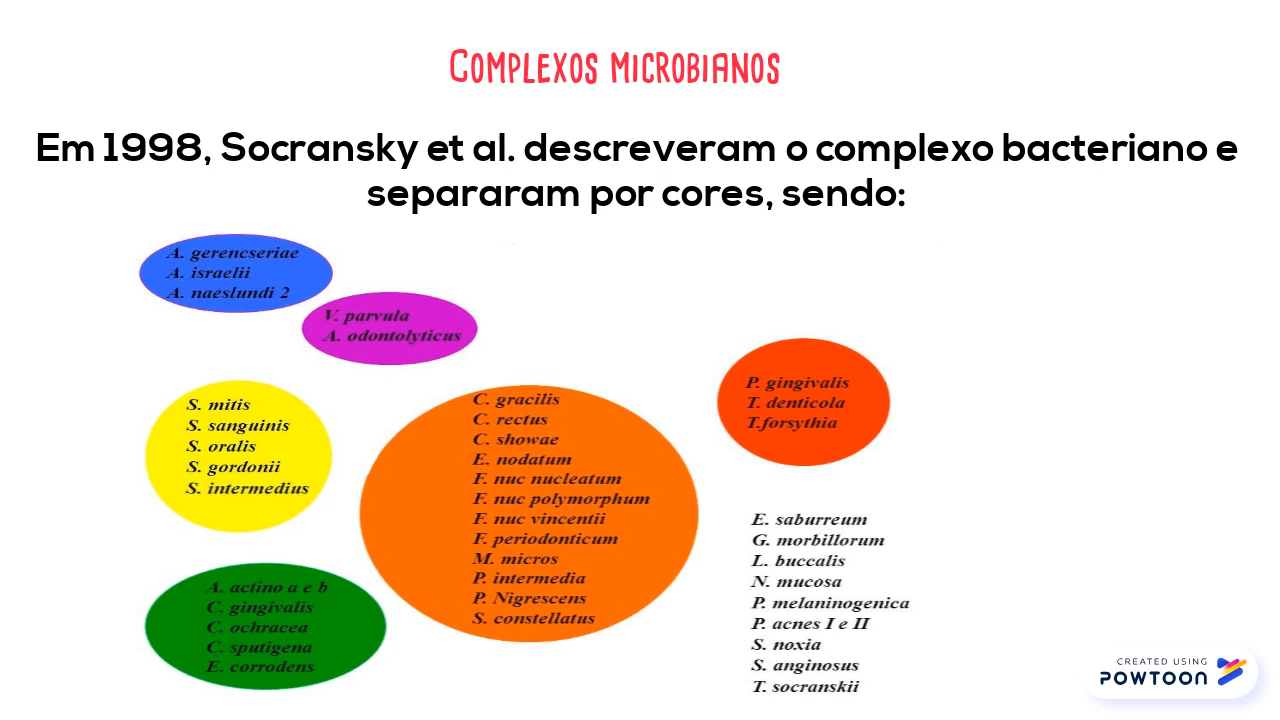 Complexos microbianos
Em 1998, Socransky et al. descreveram o complexo bacteriano e
separaram por cores, sendo:
A. gerencseriae
A. israelii
A. naeslundi 2
V. parvula
A. odontolyticus
S. mitis
S. sanguinis
S. oralis
S. gordonii
S. intermedius
A. actino a e b
C. gingivalis
C. ochracea
C. sputigena
E. corrodens
C. gracilis
C. rectus
C. showae
E. nodatum
F. nuc nucleatum
F. nuc polymorphum
F. nuc vincentii
F. periodonticum
M. micros
P. intermedia
P. Nigrescens
S. constellatus
P. gingivalis
T. denticola
T.forsythia
E. saburreum
G. morbillorum
L. buccalis
N. mucosa
P. melaninogenica
P. acnes I e II
S. noxia
S. anginosus
T. socranskii
CREATED USING
POWTOON